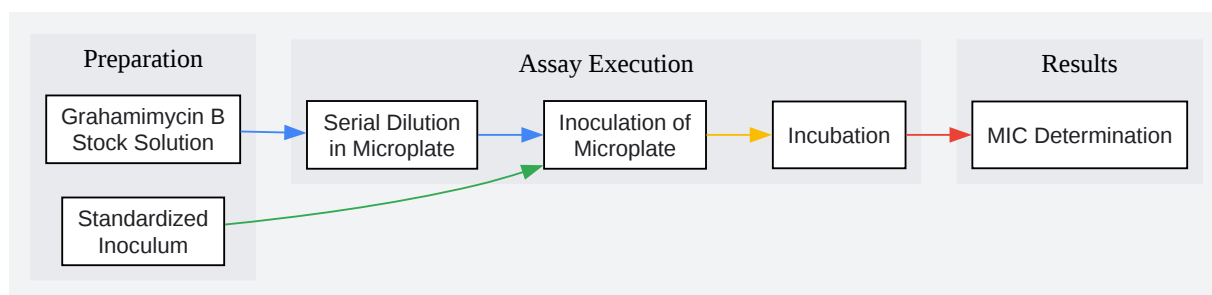 Preparation
Grahamimycin B
Stock Solution
Standardized
Inoculum
Assay Execution
Serial Dilution
in Microplate
Inoculation of
Microplate
Incubation
Results
MIC Determination